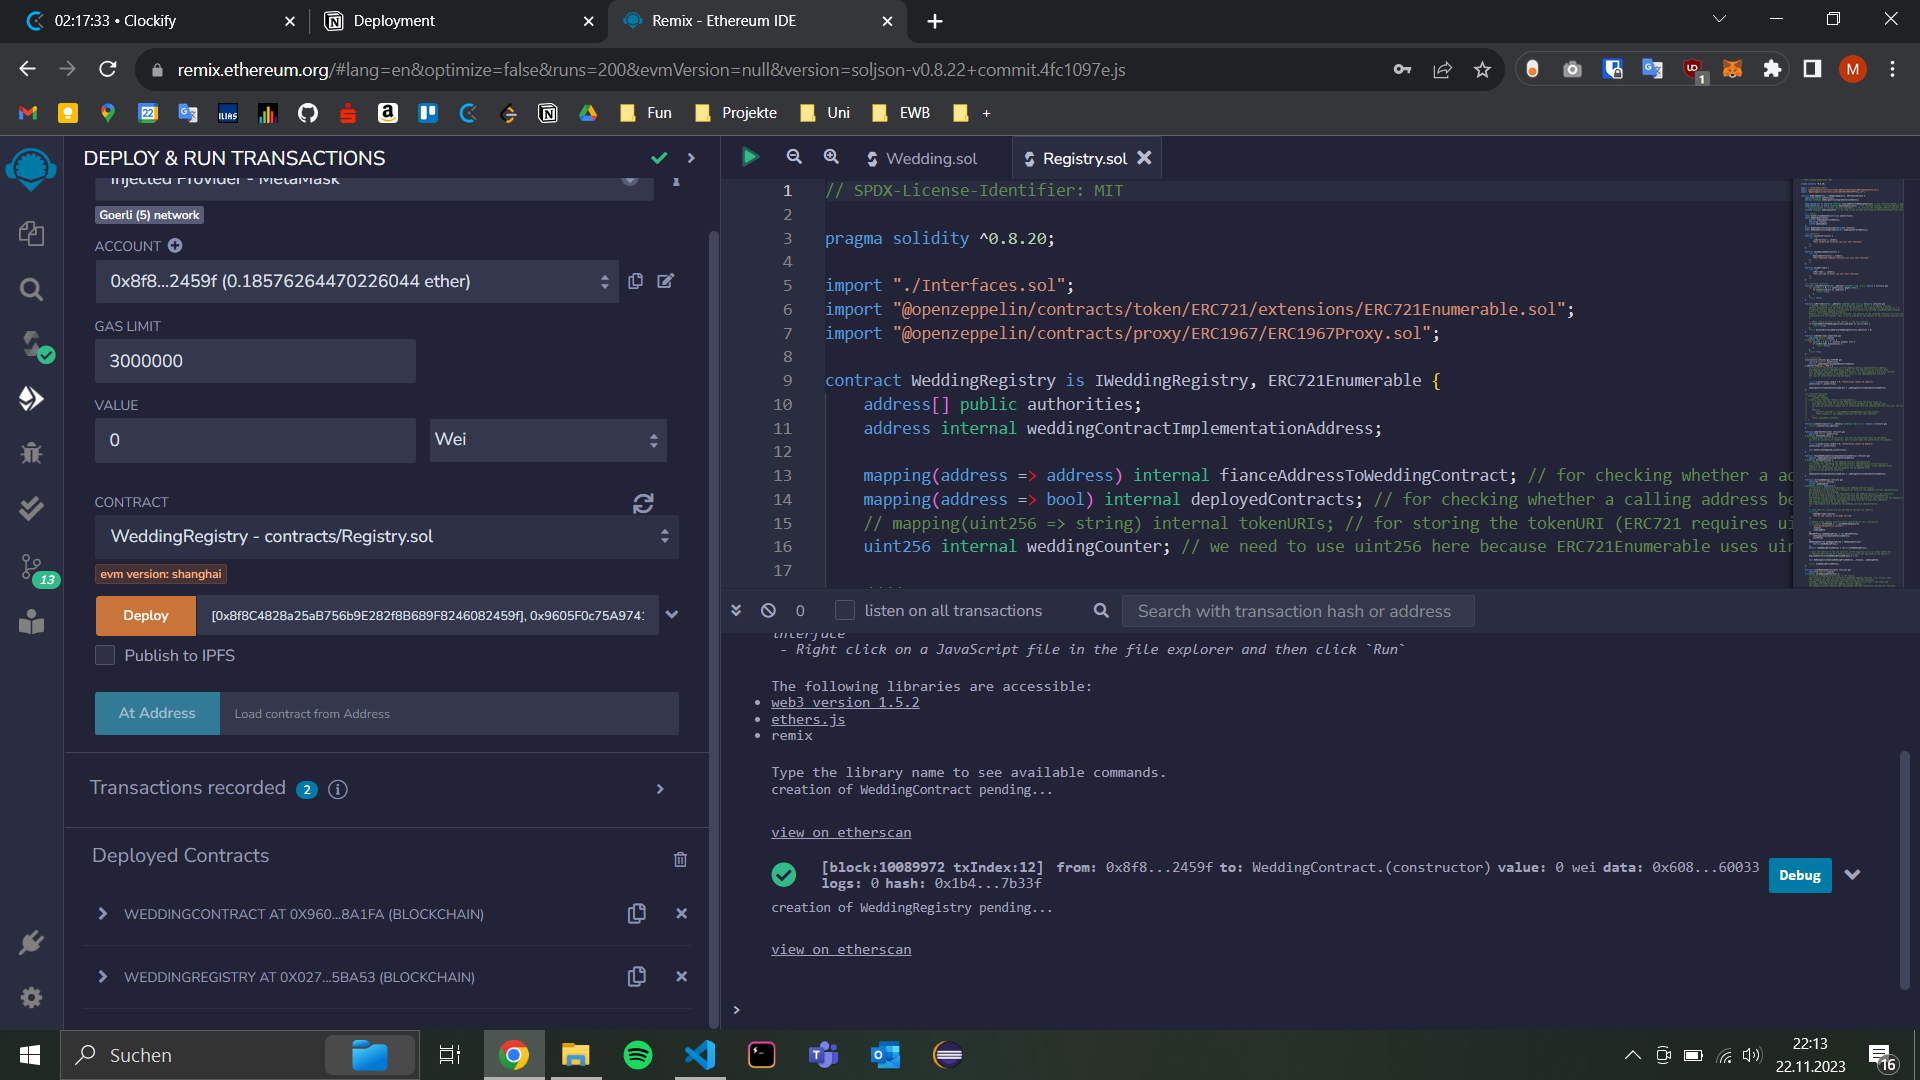 02:17:33 • Clockify
Deployment
Remix - Ethereum IDE
remix.ethereum.org/#lang=en&optimize=false&runs=200&evmVersion=null&version=soljson-v0.8.22+commit.4fc1097e.js
1
M
22
ILIAS
Fun
Projekte
Uni
EWB
+
DEPLOY & RUN TRANSACTIONS
Injected Provider - MetaMask
Goerli (5) network
ACCOUNT
0x8f8...2459f (0.18576264470226044 ether)
GAS LIMIT
3000000
VALUE
0
Wei
CONTRACT
WeddingRegistry - contracts/Registry.sol
evm version: shanghai
13
Deploy
[0x8f8C4828a25aB756b9E282f8B689F8246082459f], 0x9605F0c75A974:
Publish to IPFS
At Address
Load contract from Address
Transactions recorded 2 i
Deployed Contracts
WEDDINGCONTRACT AT 0X960...8A1FA (BLOCKCHAIN)
WEDDINGREGISTRY AT 0X027...5BA53 (BLOCKCHAIN)
Wedding.sol
Registry.sol
1 // SPDX-License-Identifier: MIT
2
3 pragma solidity ^0.8.20;
4
5 import "./Interfaces.sol";
6 import "@openzeppelin/contracts/token/ERC721/extensions/ERC721Enumerable.sol";
7 import "@openzeppelin/contracts/proxy/ERC1967/ERC1967Proxy.sol";
8
9 contract WeddingRegistry is IWeddingRegistry, ERC721Enumerable {
10 address[] public authorities;
11 address internal weddingContractImplementationAddress;
12
13 mapping(address => address) internal fianceAddressToWeddingContract; // for checking whether a ad
14 mapping(address => bool) internal deployedContracts; // for checking whether a calling address be
15 // mapping(uint256 => string) internal tokenURIs; // for storing the tokenURI (ERC721 requires ui
16 uint256 internal weddingCounter; // we need to use uint256 here because ERC721Enumerable uses uin
17
0
listen on all transactions
Search with transaction hash or address
interface
- Right click on a JavaScript file in the file explorer and then click `Run`
The following libraries are accessible:
• web3 version 1.5.2
• ethers.js
• remix
Type the library name to see available commands.
creation of WeddingContract pending...
view on etherscan
[block:10089972 txIndex:12] from: 0x8f8...2459f to: WeddingContract.(constructor) value: 0 wei data: 0x608...60033
logs: 0 hash: 0x1b4...7b33f
Debug
creation of WeddingRegistry pending...
view on etherscan
>
Suchen
22:13
22.11.2023
16